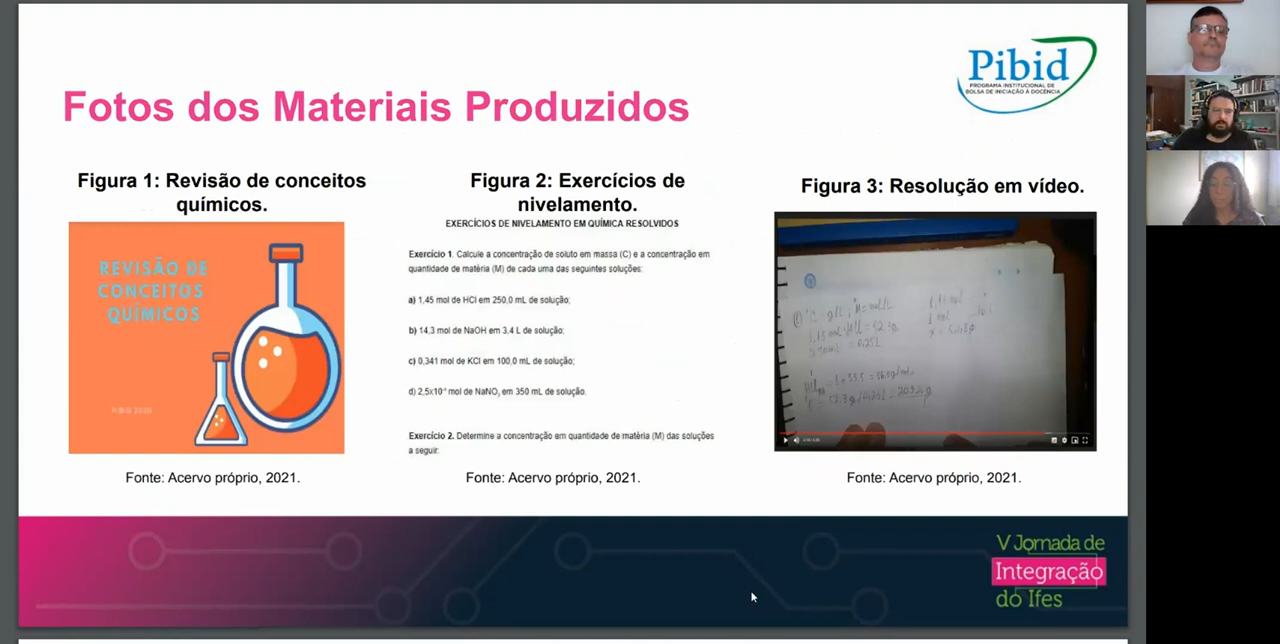 Pibid
PROGRAMA INSTITUCIONAL DE
BOLSA DE INICIAÇÃO À DOCÊNCIA
Fotos dos Materiais Produzidos
Figura 1: Revisão de conceitos
químicos.
REVISÃO DE
CONCEITOS
QUÍMICOS
PIBID 2020
Fonte: Acervo próprio, 2021.
Figura 2: Exercícios de
nivelamento.
EXERCÍCIOS DE NIVELAMENTO EM QUÍMICA RESOLVIDOS
Exercício 1. Calcule a concentração de soluto em massa (C) e a concentração em
quantidade de matéria (M) de cada uma das seguintes soluções:
a) 1,45 mol de HCl em 250,0 mL de solução;
b) 14,3 mol de NaOH em 3,4 L de solução;
c) 0,341 mol de KCl em 100,0 mL de solução;
d) mol de NaNO₃ em 350 mL de solução.
Exercício 2. Determine a concentração em quantidade de matéria (M) das soluções
a seguir:
Fonte: Acervo próprio, 2021.
Figura 3: Resolução em vídeo.
Fonte: Acervo próprio, 2021.
V Jornada de
Integração
do Ifes